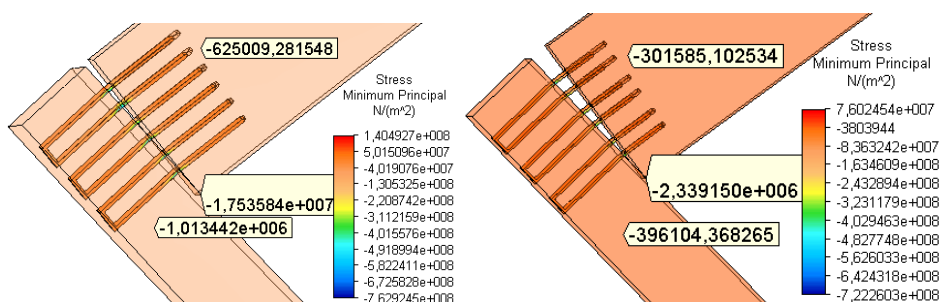 -625009,281548
Stress
Minimum Principal
N/(m^2)
1,404927e+008
5,015096e+007
-4,019076e+007
-1,305325e+008
-2,208742e+008
-3,112159e+008
-4,015576e+008
-4,918994e+008
-5,822411e+008
-6,725828e+008
-7,629245e+008
-1,753584e+007
-1,013442e+006
-301585,102534
Stress
Minimum Principal
N/(m^2)
7,602454e+007
-3803944
-8,363242e+007
-1,634609e+008
-2,432894e+008
-3,231179e+008
-4,029463e+008
-4,827748e+008
-5,626033e+008
-6,424318e+008
-7,222603e+008
-2,339150e+006
-396104,368265